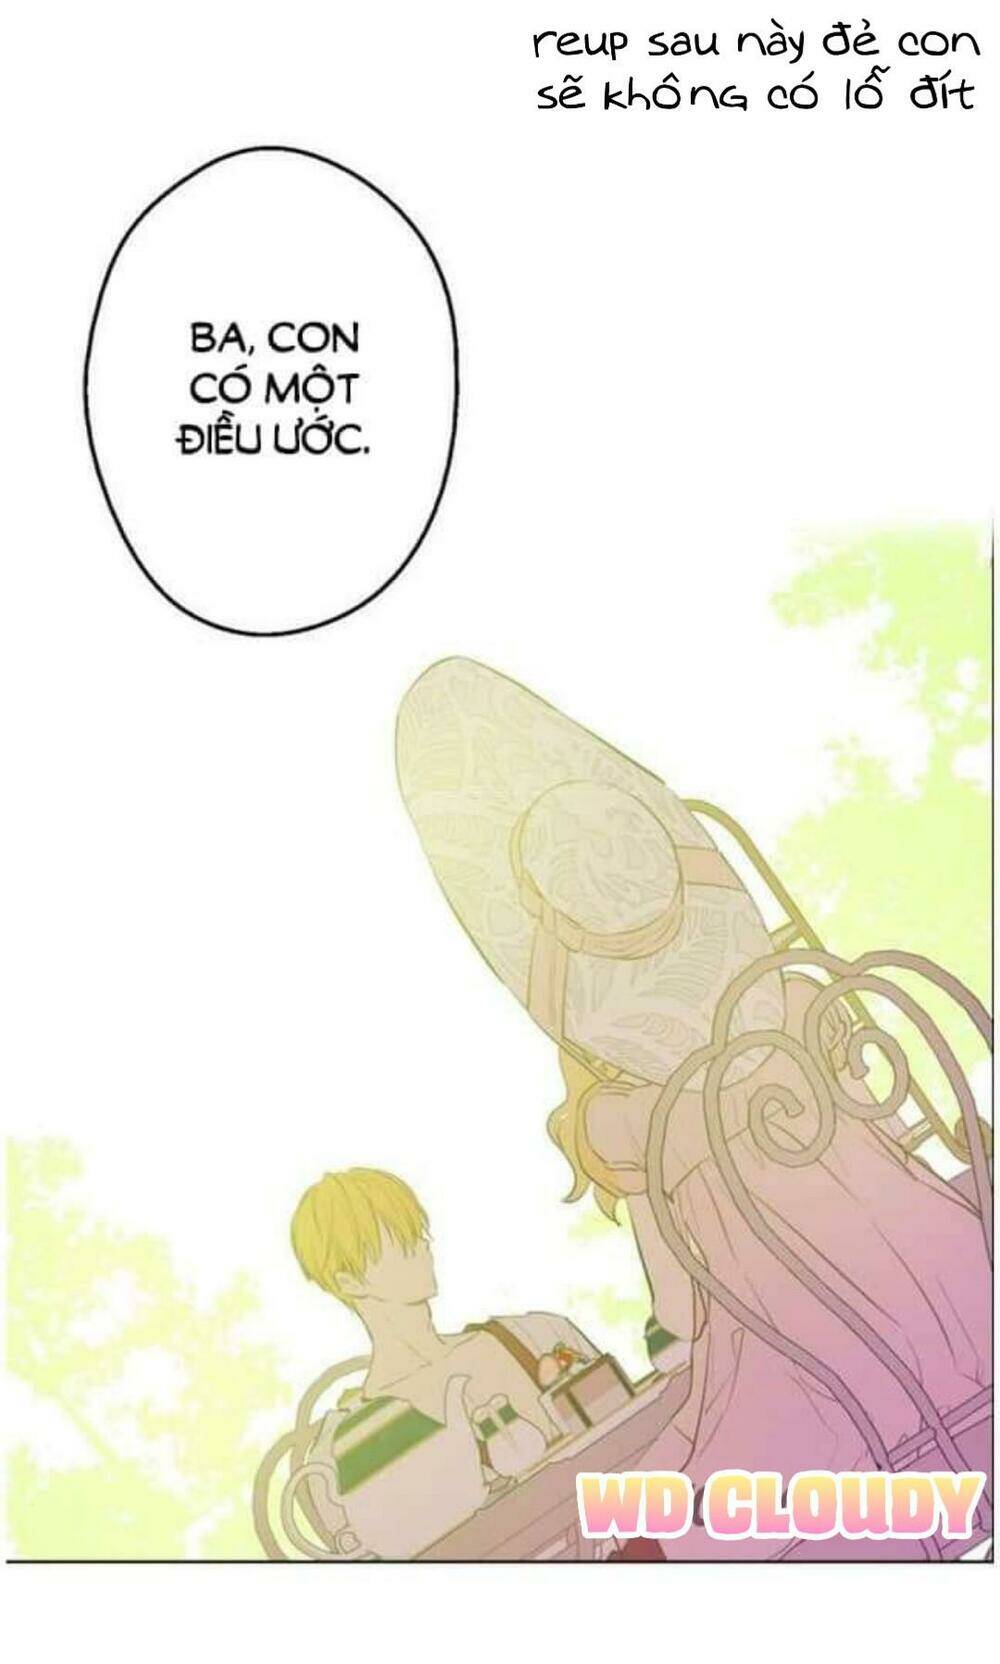 reup sau này đẻ con
sẽ không có lỗ đít
BA, CON
CÓ MỘT
ĐIỀU ƯỚC.
WD CLOUDY